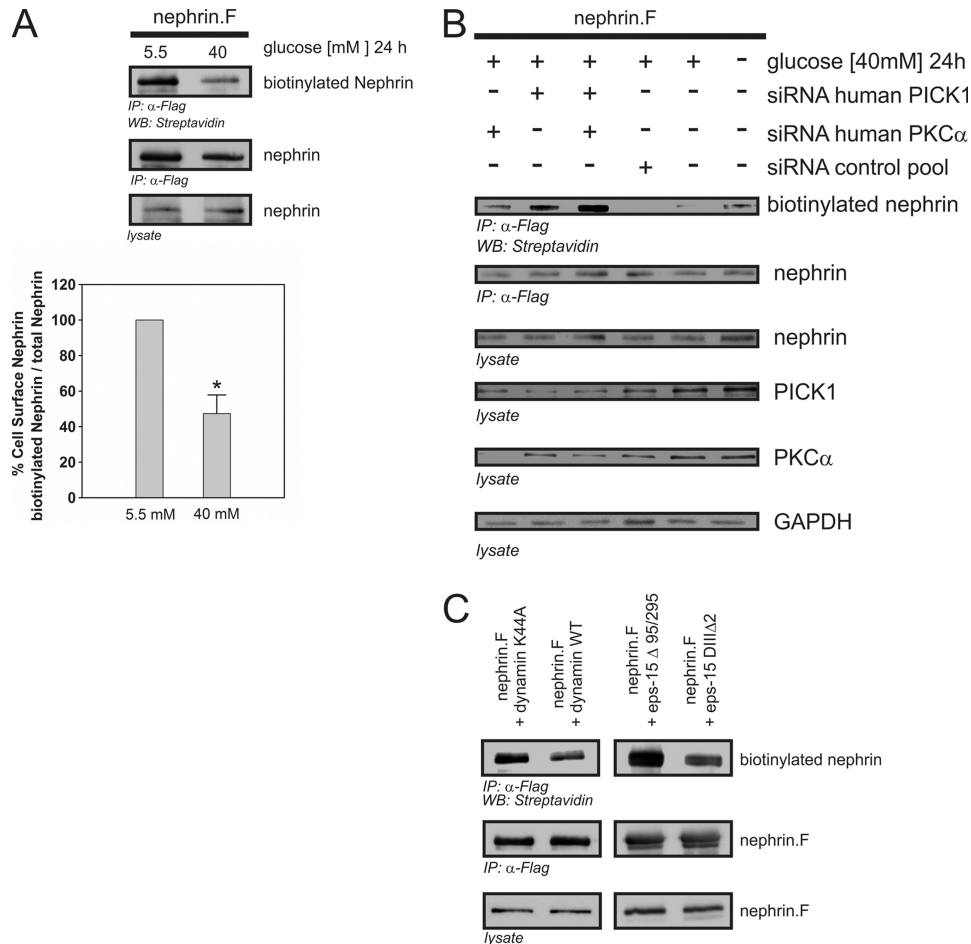 A
nephrin.F
5.5 40 glucose [mM ] 24 h
biotinylated Nephrin
IP: α-Flag
WB: Streptavidin
nephrin
IP: α-Flag
nephrin
lysate
% Cell Surface Nephrin
biotinylated Nephrin / total Nephrin
120
100
80
60
40
20
0
*
5.5 mM 40 mM
B
nephrin.F
+ + + + + - glucose [40mM] 24h
- + + - - - siRNA human PICK1
+ - + - - - siRNA human PKCα
- - - + - - siRNA control pool
biotinylated nephrin
IP: α-Flag
WB: Streptavidin
nephrin
IP: α-Flag
nephrin
lysate
PICK1
lysate
PKCα
lysate
GAPDH
lysate
C
nephrin.F
+ dynamin K44A
nephrin.F
+ dynamin WT
nephrin.F
+ eps-15 Δ 95/295
nephrin.F
+ eps-15 DIIIΔ2
biotinylated nephrin
IP: α-Flag
WB: Streptavidin
nephrin.F
IP: α-Flag
nephrin.F
lysate